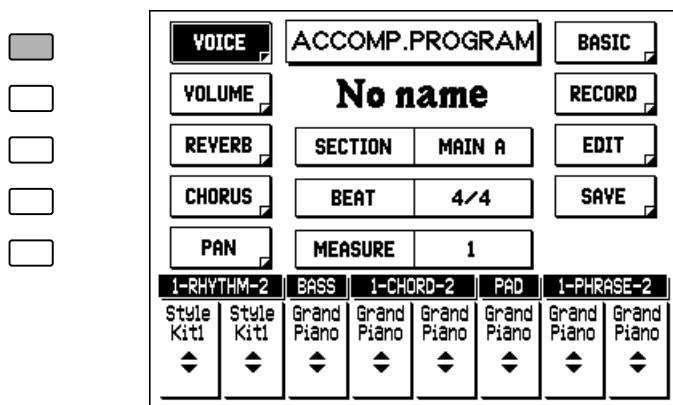 VOICE ACCOMP.PROGRAM BASIC
VOLUME No name RECORD
REVERB SECTION MAIN A EDIT
CHORUS BEAT 4/4 SAVE
PAN MEASURE 1
1-RHYTHM-2 BASS 1-CHORD-2 PAD 1-PHRASE-2
Style Style Grand Grand Grand Grand Grand Grand
Kit1 Kit1 Piano Piano Piano Piano Piano Piano